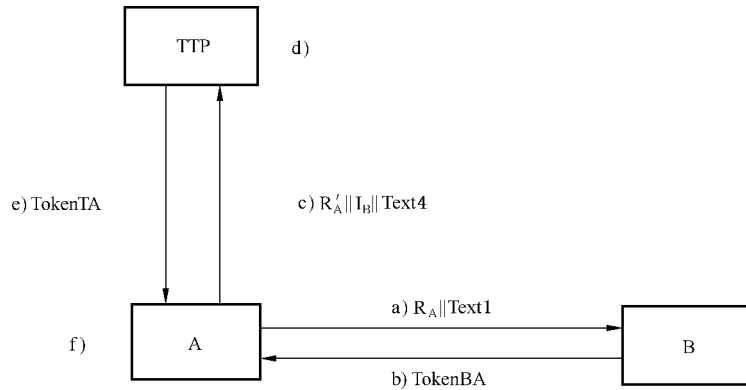 TTP
d)
e) TokenTA
c) R′A||IB||Text4
a) RA||Text1
f)
A
B
b) TokenBA